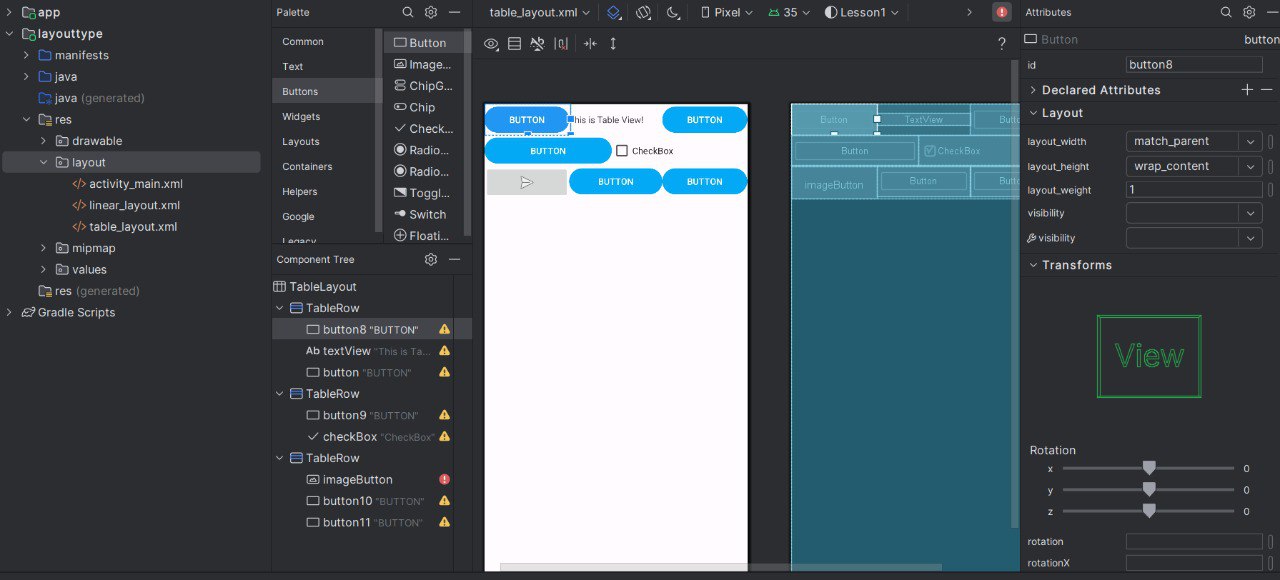 app
layouttype
manifests
java
java (generated)
res
drawable
layout
activity_main.xml
linear_layout.xml
table_layout.xml
mipmap
values
res (generated)
Gradle Scripts
Palette
Common
Text
Buttons
Widgets
Layouts
Containers
Helpers
Google
Legacy
Button
Image...
ChipG...
Chip
Check...
Radio...
Radio...
Toggl...
Switch
Floati...
Component Tree
TableLayout
TableRow
button8 "BUTTON"
Ab textView "This is Ta...
button "BUTTON"
TableRow
button9 "BUTTON"
checkBox "CheckBox"
TableRow
imageButton
button10 "BUTTON"
button11 "BUTTON"
table_layout.xml
Pixel
35
Lesson1
?
BUTTON
his is Table View!
BUTTON
BUTTON
CheckBox
BUTTON
BUTTON
Button
TextView
Butto
Button
CheckBox
imageButton
Button
Butto
Attributes
Button
button
id
button8
Declared Attributes
Layout
layout_width
match_parent
layout_height
wrap_content
layout_weight
1
visibility
visibility
Transforms
View
Rotation
x 0
y 0
z 0
rotation
rotationX